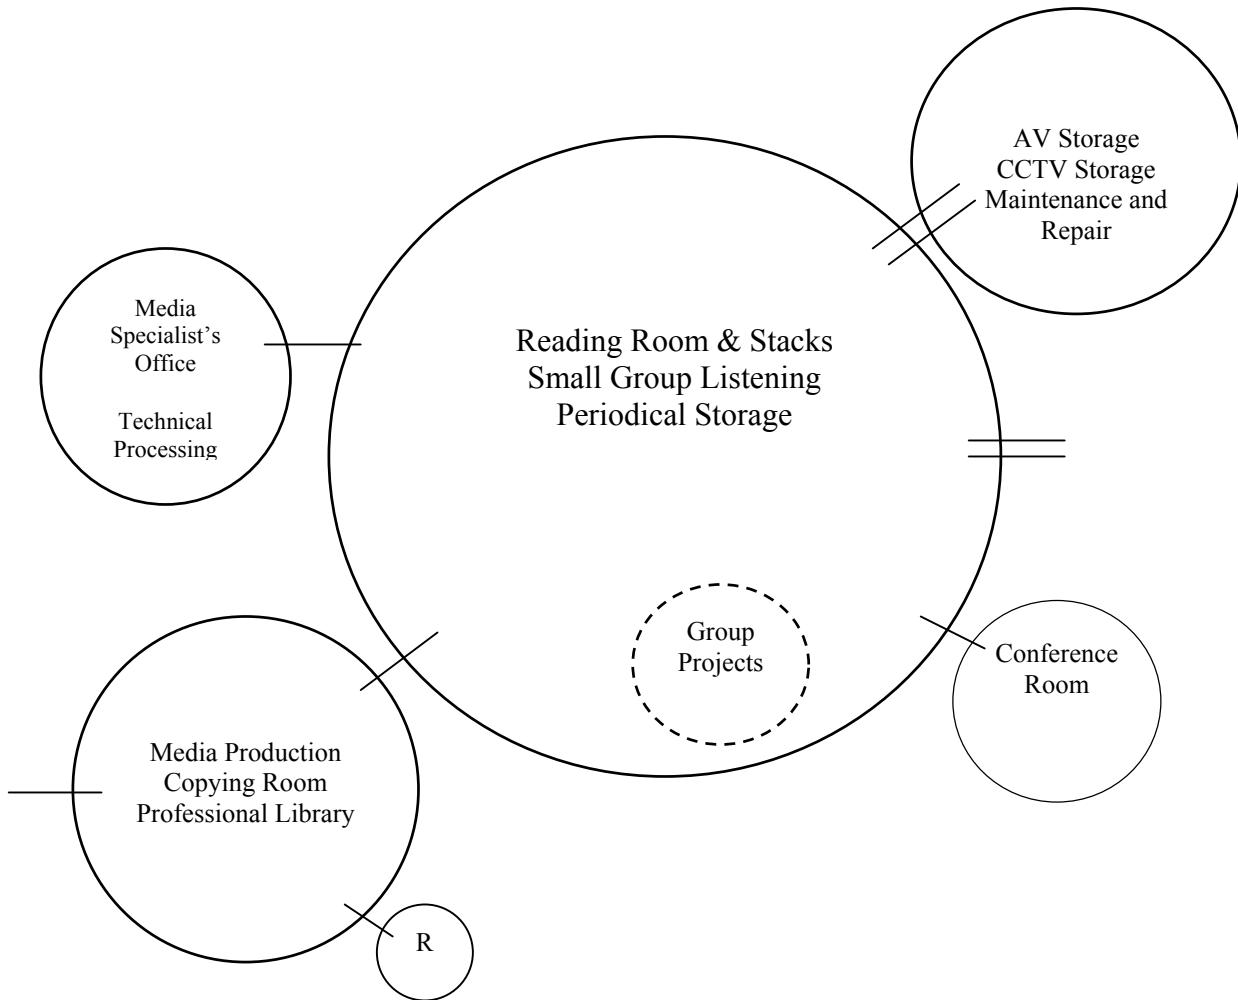 AV Storage
CCTV Storage
Maintenance and
Repair
Media
Specialist’s
Office
Technical
Processing
Reading Room & Stacks
Small Group Listening
Periodical Storage
Group
Projects
Conference
Room
Media Production
Copying Room
Professional Library
R